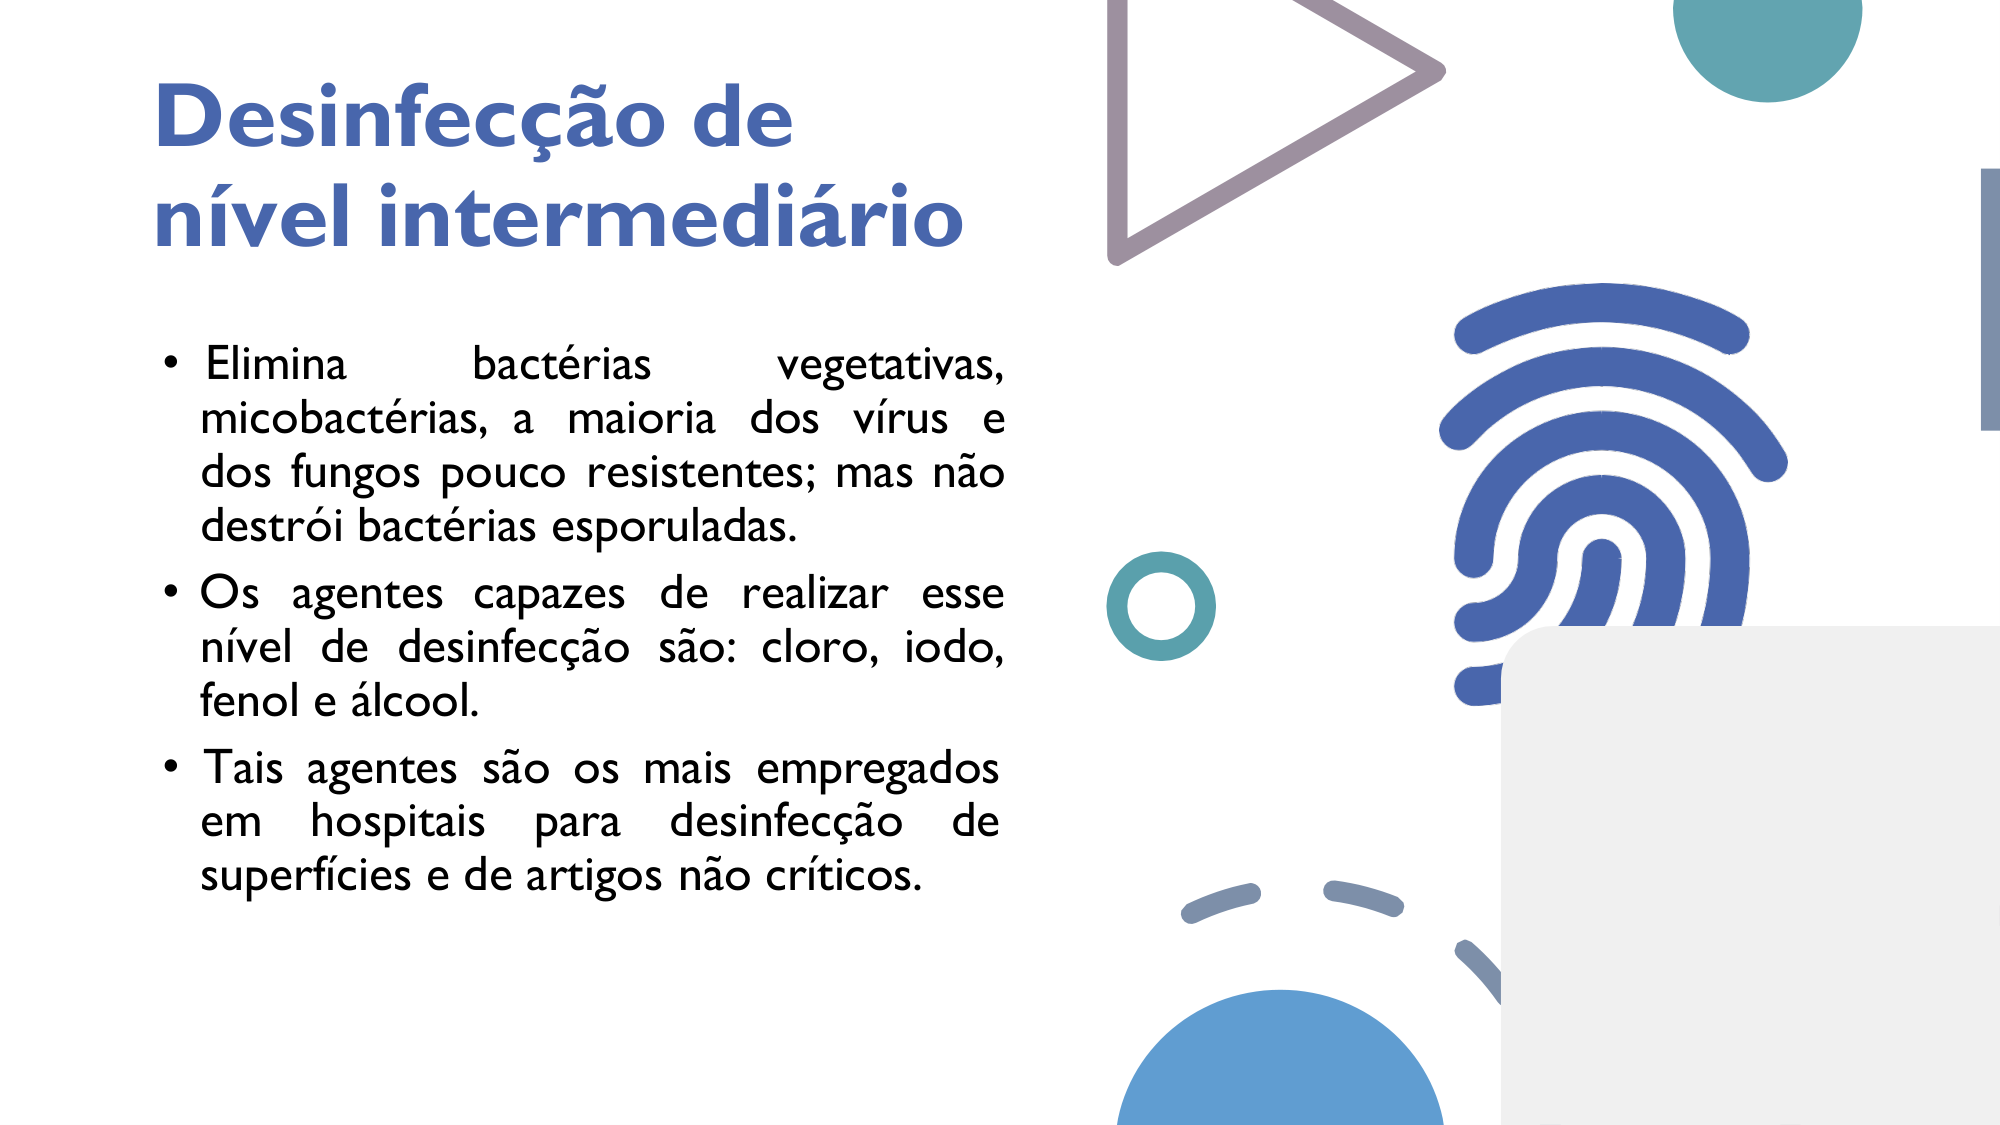 Desinfecção de
nível intermediário
• Elimina bactérias vegetativas,
micobactérias, a maioria dos vírus e
dos fungos pouco resistentes; mas não
destrói bactérias esporuladas.
• Os agentes capazes de realizar esse
nível de desinfecção são: cloro, iodo,
fenol e álcool.
• Tais agentes são os mais empregados
em hospitais para desinfecção de
superfícies e de artigos não críticos.